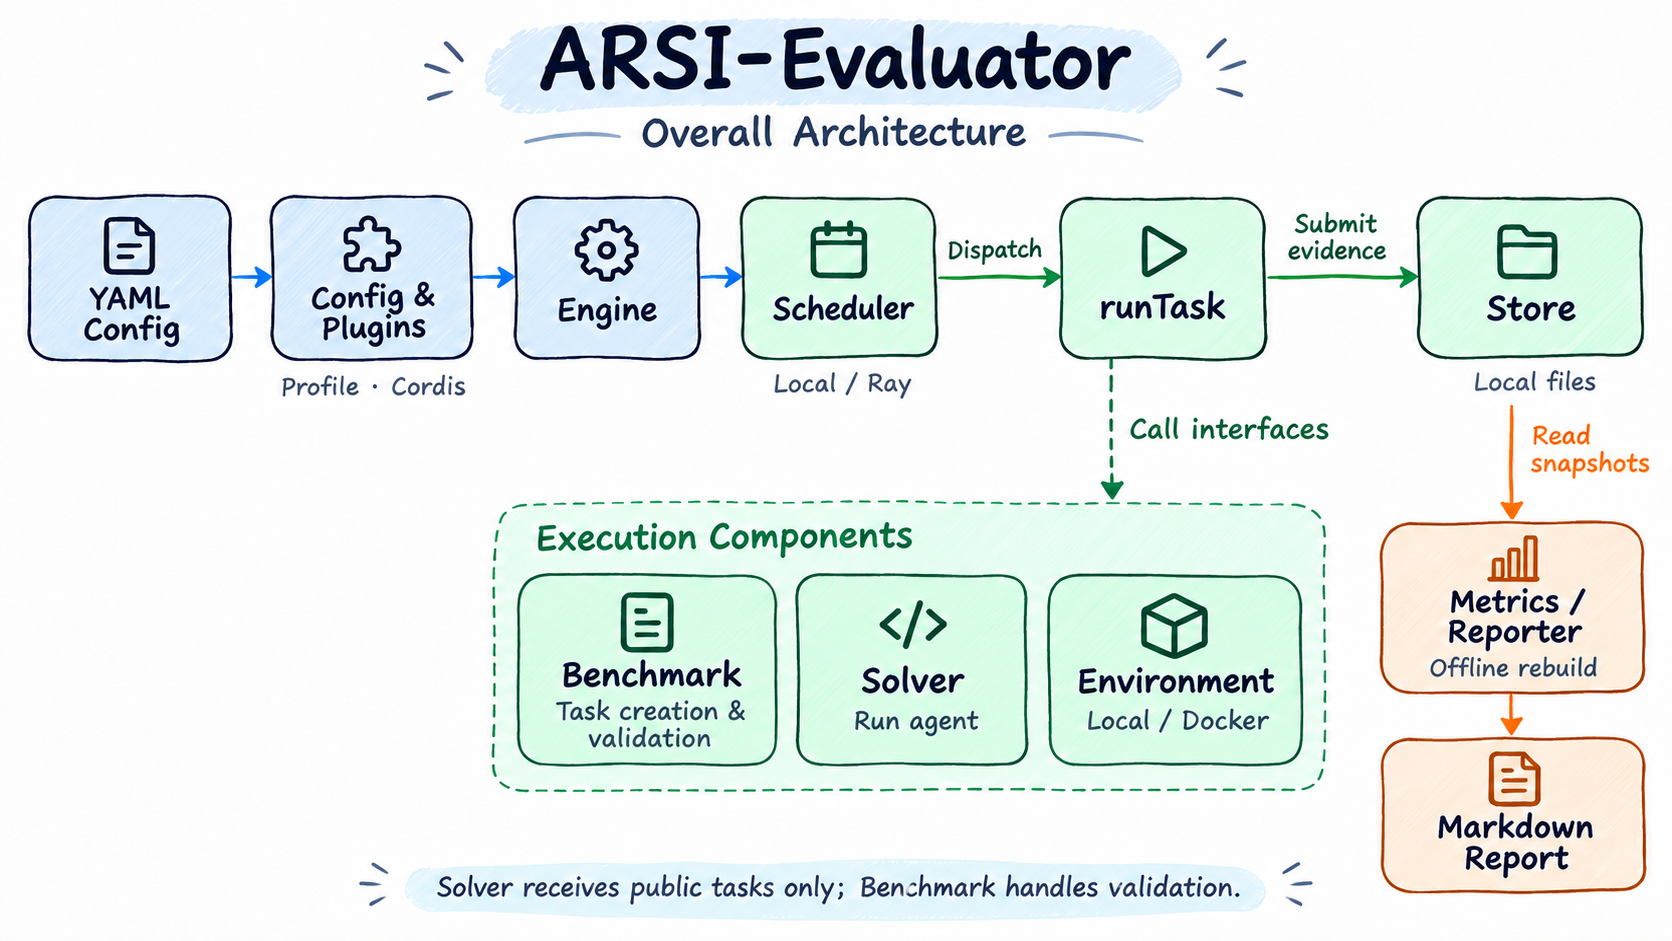 ARSI-Evaluator
Overall Architecture
YAML
Config
Config &
Plugins
Profile · Cordis
Engine
Scheduler
Local / Ray
Dispatch
runTask
Submit
evidence
Store
Local files
Call interfaces
Read
snapshots
Execution Components
Benchmark
Task creation &
validation
Solver
Run agent
Environment
Local / Docker
Metrics /
Reporter
Offline rebuild
Markdown
Report
Solver receives public tasks only; Benchmark handles validation.